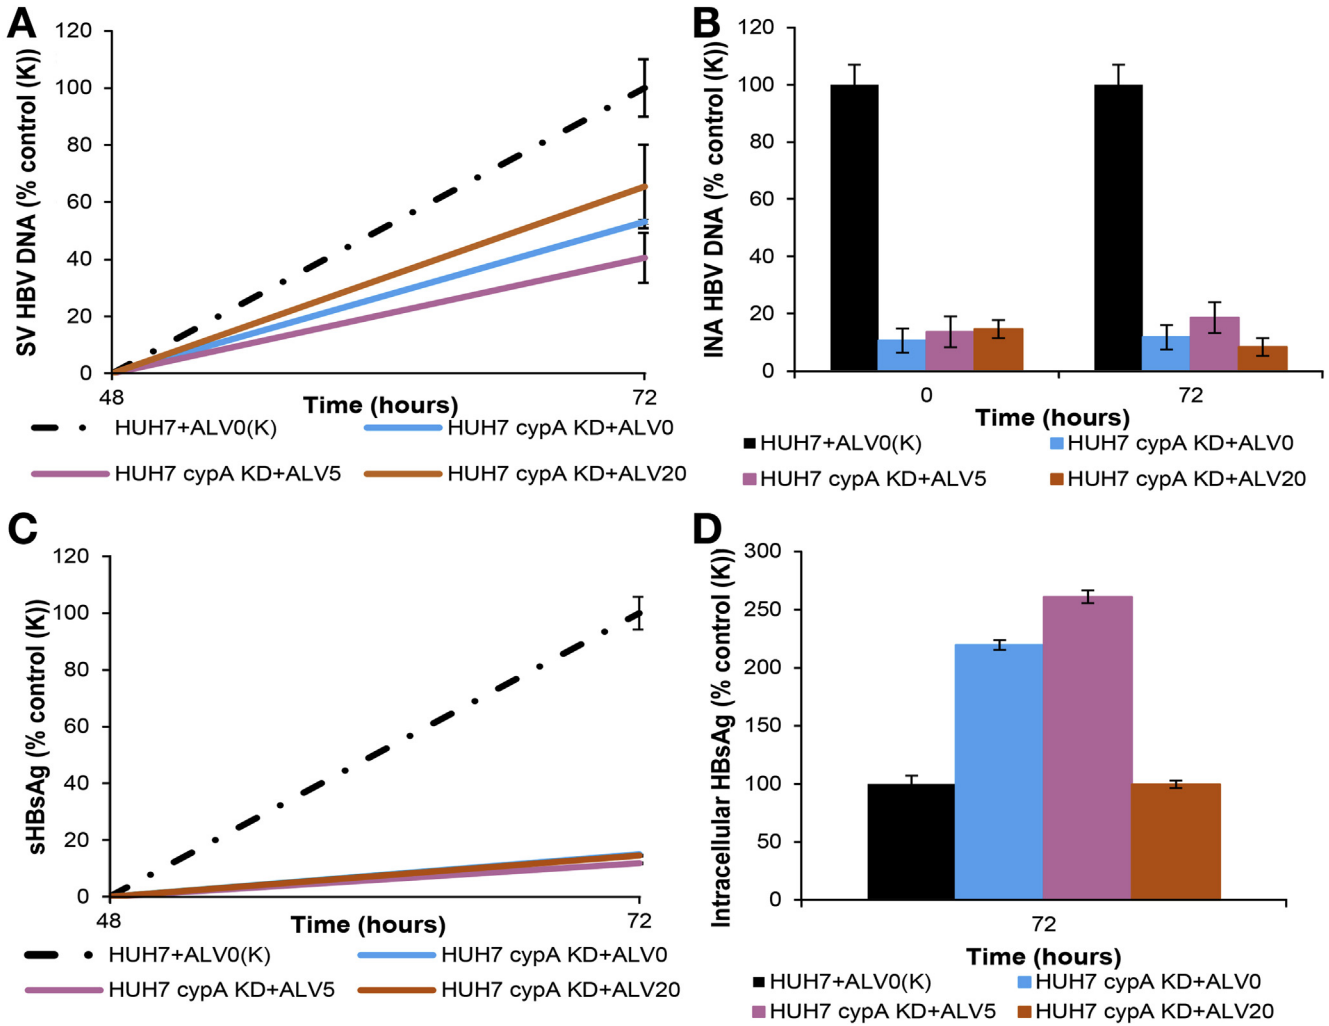 A
SV HBV DNA (% control (K))
120
100
80
60
40
20
0
48
72
Time (hours)
HUH7+ALV0(K)
HUH7 cypA KD+ALV0
HUH7 cypA KD+ALV5
HUH7 cypA KD+ALV20
B
INA HBV DNA (% control (K))
120
100
80
60
40
20
0
0
72
Time (hours)
HUH7+ALV0(K)
HUH7 cypA KD+ALV0
HUH7 cypA KD+ALV5
HUH7 cypA KD+ALV20
C
sHBsAg (% control (K))
120
100
80
60
40
20
0
48
72
Time (hours)
HUH7+ALV0(K)
HUH7 cypA KD+ALV0
HUH7 cypA KD+ALV5
HUH7 cypA KD+ALV20
D
Intracellular HBsAg (% control (K))
300
250
200
150
100
50
0
72
Time (hours)
HUH7+ALV0(K)
HUH7 cypA KD+ALV0
HUH7 cypA KD+ALV5
HUH7 cypA KD+ALV20